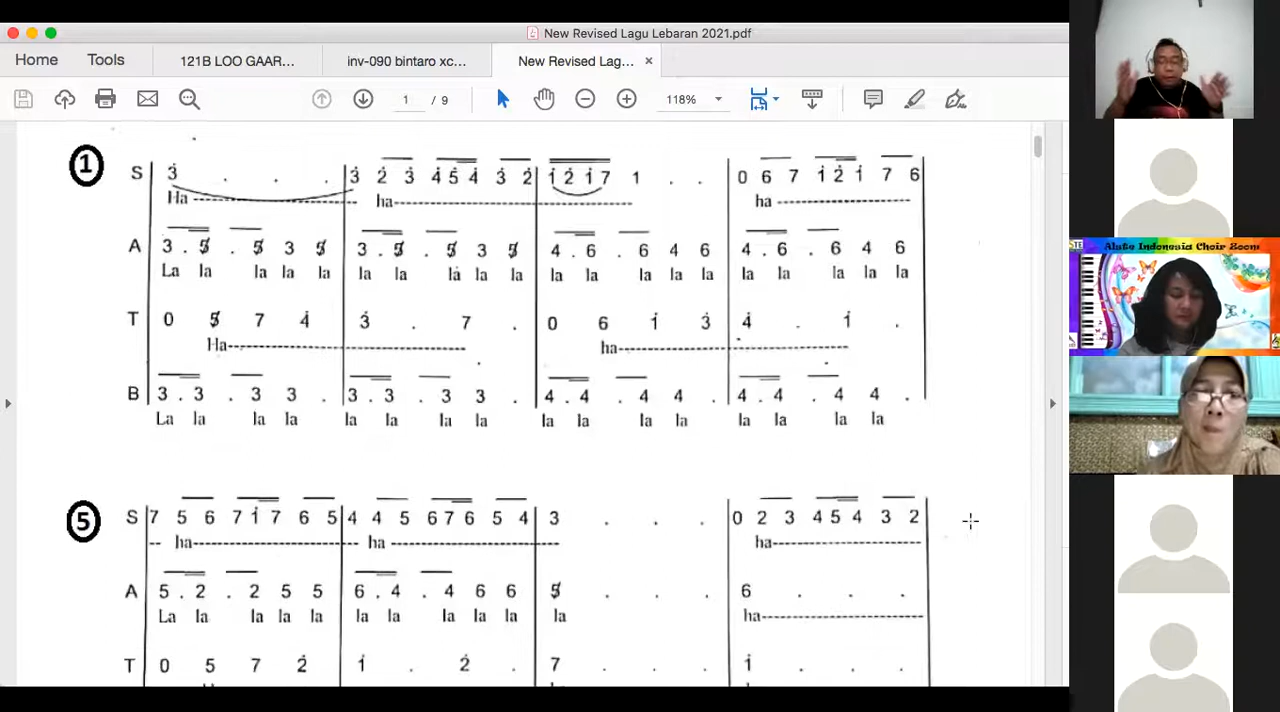 New Revised Lagu Lebaran 2021.pdf
Home Tools 121B LOO GAAR... inv-090 bintaro xc... New Revised Lag... ×
1 / 9 118%
1
S 3̇ . . . 3̇ 2̇ 3̇ 4̇ 5̇ 4̇ 3̇ 2̇ 1̇ 2̇ 1̇ 7 1 . . 0 6 7 1̇ 2̇ 1̇ 7 6
Ha ha ha
A 3 . 5̸ . 5̸ 3 5̸ 3 . 5̸ . 5̸ 3 5̸ 4 . 6 . 6 4 6 4 . 6 . 6 4 6
La la la la la la la la la la la la la la la la la la la la
T 0 5̸ 7 4̇ 3̇ . 7 . 0 6 1̇ 3̇ 4̇ . 1̇ .
Ha ha
B 3 . 3 . 3 3 . 3 . 3 . 3 3 . 4 . 4 . 4 4 . 4 . 4 . 4 4 .
La la la la la la la la la la la la la la la la
5
S 7 5 6 7 1̇ 7 6 5 4 4 5 6 7 6 5 4 3 . . . 0 2 3 4 5 4 3 2
-- ha ha ha
A 5 . 2 . 2 5 5 6 . 4 . 4 6 6 5̸ . . . 6 . . .
La la la la la la la la la la la ha
T 0 5 7 2̇ 1̇ . 2̇ . 7 . . . 1̇ . . .
Alate Indonesia Choir Zoom